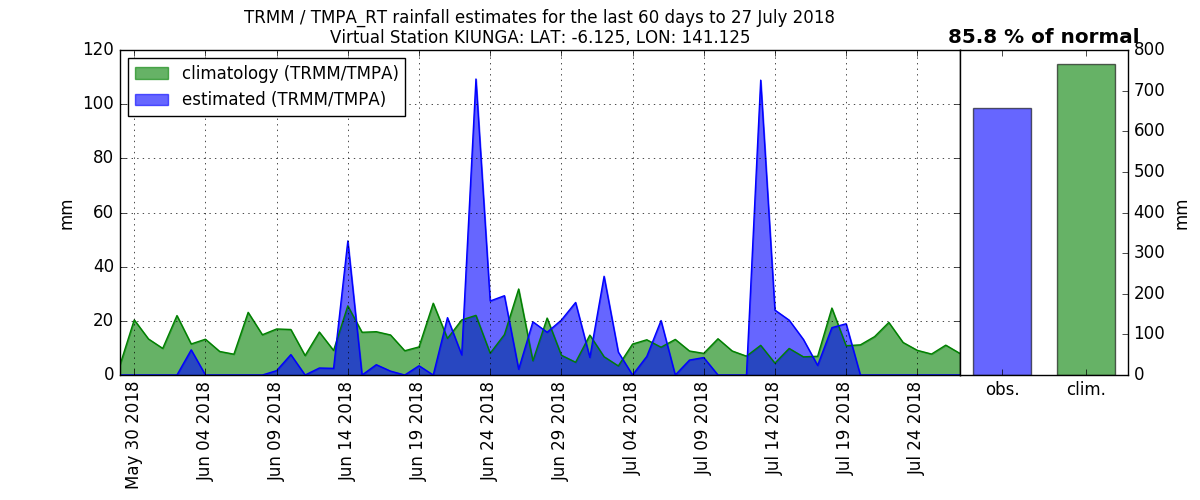 TRMM / TMPA_RT rainfall estimates for the last 60 days to 27 July 2018
Virtual Station KIUNGA: LAT: -6.125, LON: 141.125
85.8 % of normal
climatology (TRMM/TMPA)
estimated (TRMM/TMPA)
120
100
80
60
40
20
0
mm
800
700
600
500
400
300
200
100
0
mm
May 30 2018
Jun 04 2018
Jun 09 2018
Jun 14 2018
Jun 19 2018
Jun 24 2018
Jun 29 2018
Jul 04 2018
Jul 09 2018
Jul 14 2018
Jul 19 2018
Jul 24 2018
obs.
clim.